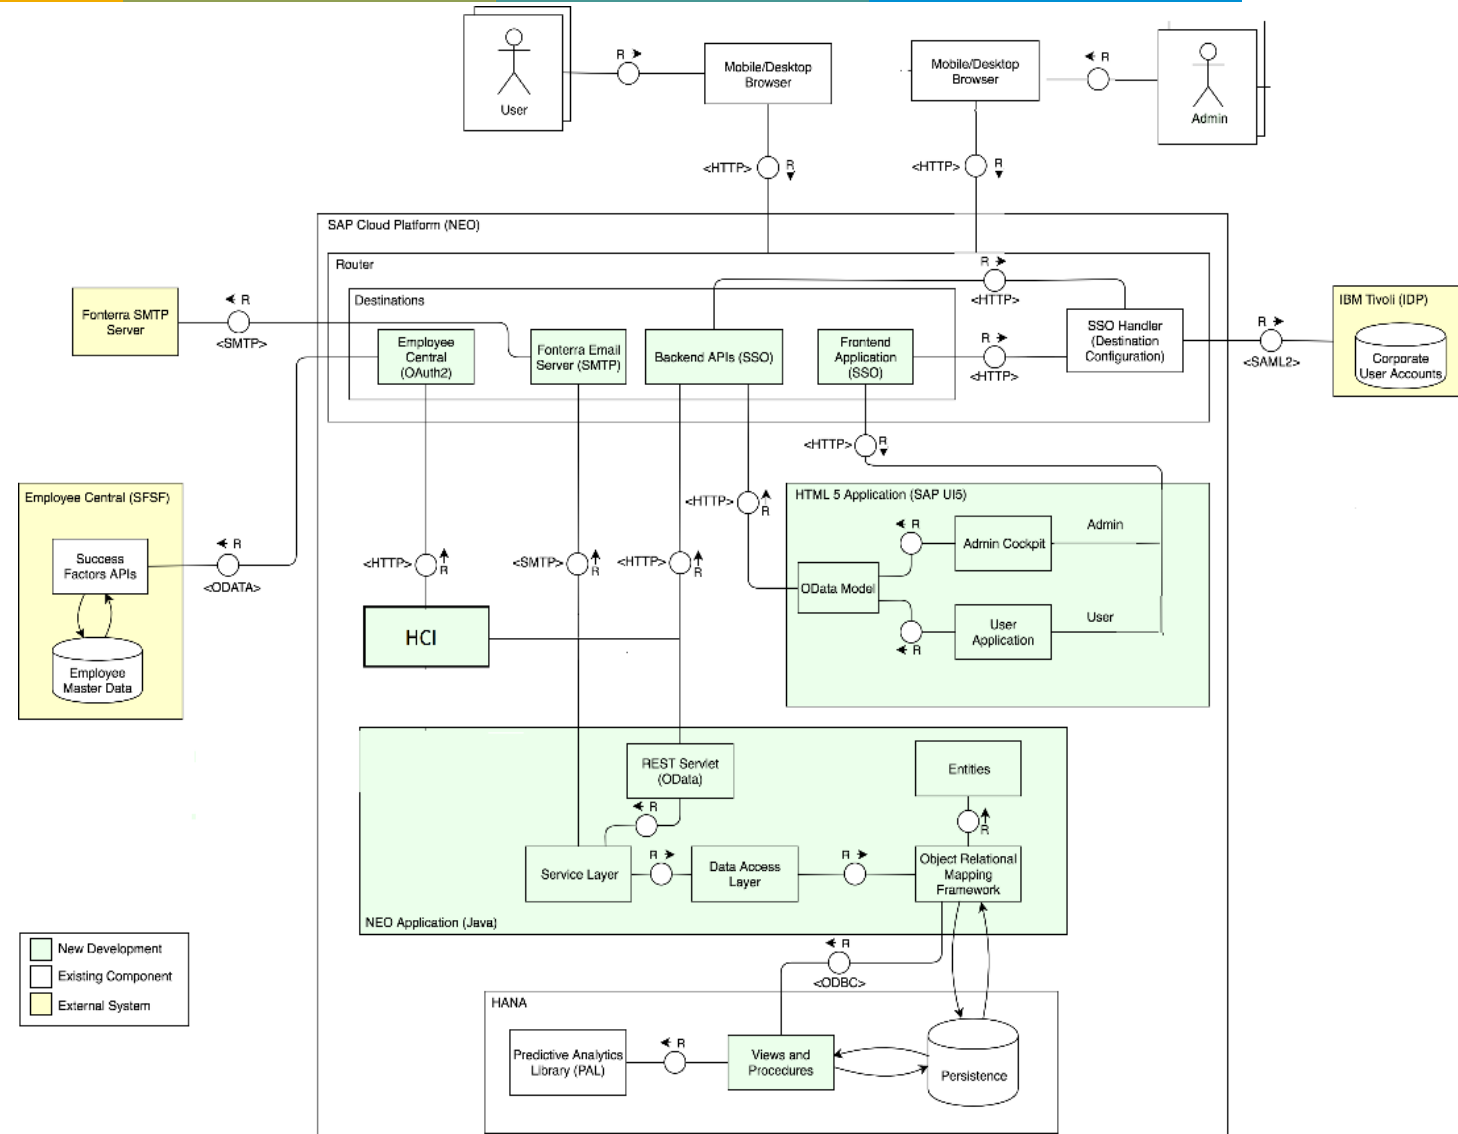 User
R
Mobile/Desktop
Browser
Mobile/Desktop
Browser
R
Admin
<HTTP>
R
<HTTP>
R
SAP Cloud Platform (NEO)
Router
R
<HTTP>
Destinations
Fonterra SMTP
Server
R
<SMTP>
Employee
Central
(OAuth2)
Fonterra Email
Server (SMTP)
Backend APIs (SSO)
Frontend
Application
(SSO)
R
<HTTP>
SSO Handler
(Destination
Configuration)
R
<SAML2>
IBM Tivoli (IDP)
Corporate
User Accounts
<HTTP>
R
Employee Central (SFSF)
Success
Factors APIs
R
<ODATA>
Employee
Master Data
<HTTP>
R
<SMTP>
R
<HTTP>
R
<HTTP>
R
HTML 5 Application (SAP UI5)
R
Admin Cockpit
Admin
OData Model
User
Application
User
R
HCI
REST Servlet
(OData)
R
Entities
R
Service Layer
R
Data Access
Layer
R
Object Relational
Mapping
Framework
NEO Application (Java)
New Development
Existing Component
External System
R
<ODBC>
HANA
Predictive Analytics
Library (PAL)
R
Views and
Procedures
Persistence